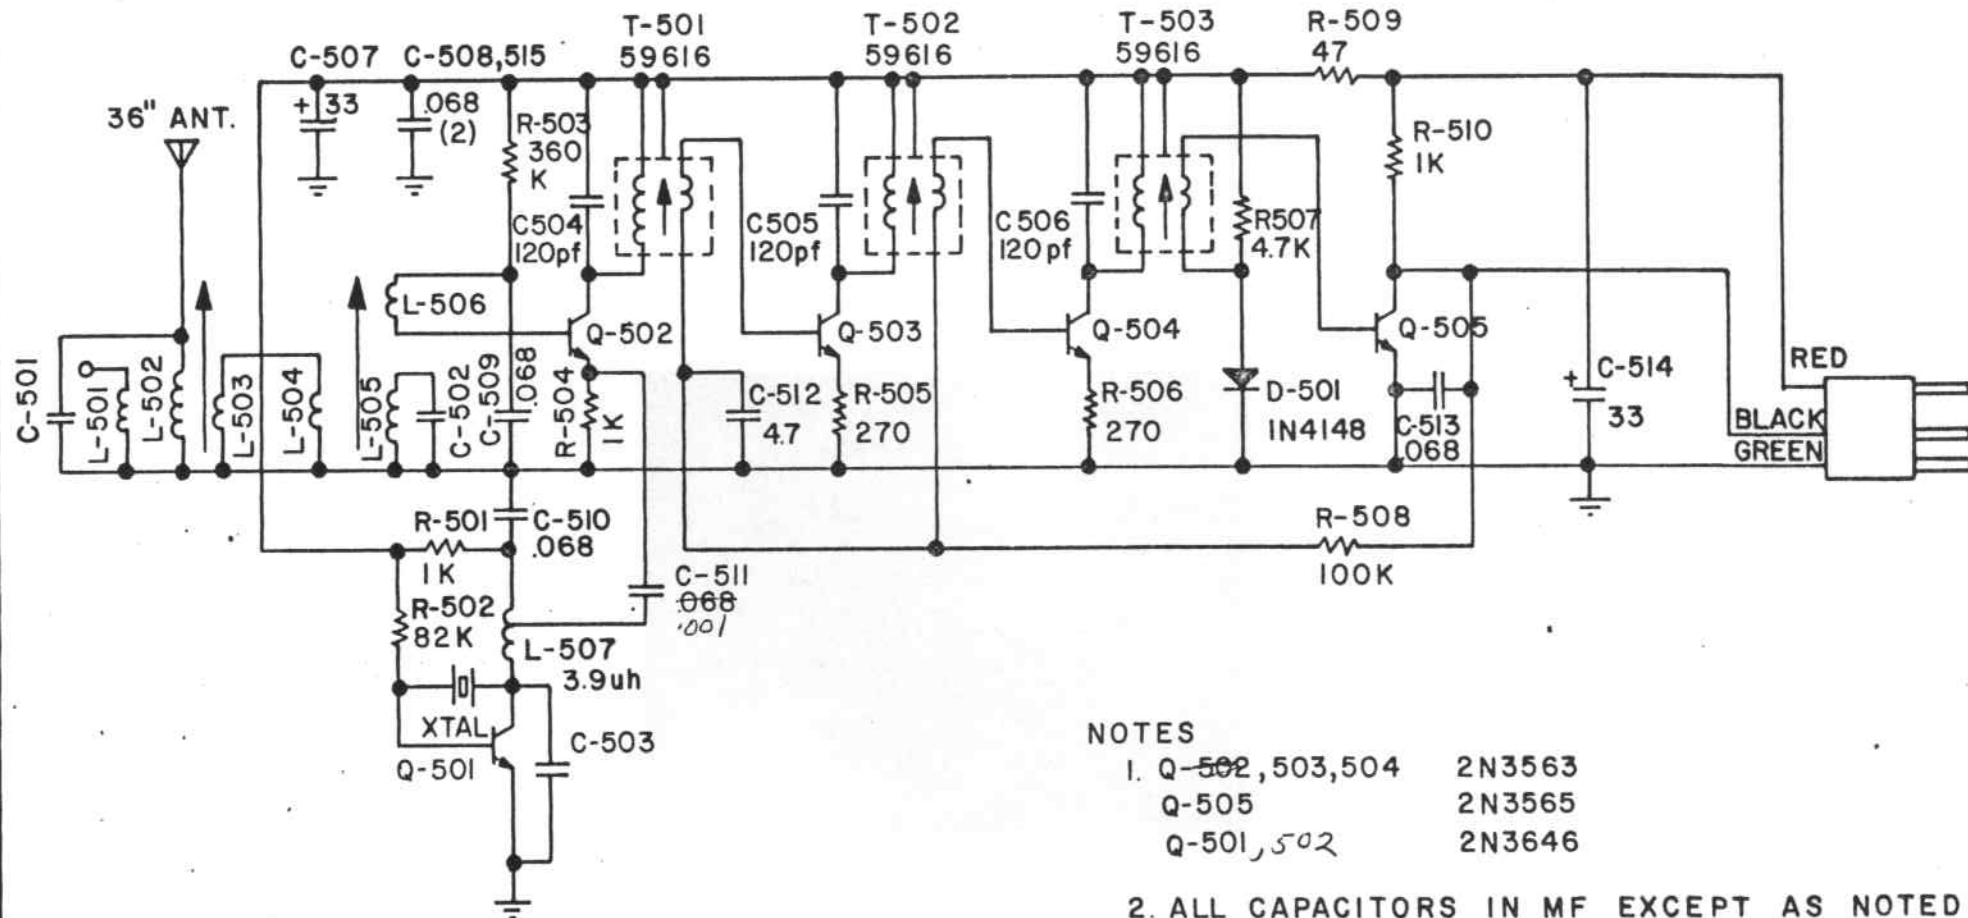 T-501
59616
T-502
59616
T-503
59616
R-509
47
C-507
+ 33
C-508,515
.068
(2)
36" ANT.
R-503
360
K
R-510
1K
C504
120pf
C505
120pf
C506
120pf
R507
4.7K
L-506
Q-502
Q-503
Q-504
Q-505
C-501
L-501
L-502
L-503
L-504
L-505
C-502
C-509
.068
R-504
1K
C-512
4.7
R-505
270
R-506
270
D-501
1N4148
C-513
.068
+
C-514
33
RED
BLACK
GREEN
R-501
1K
C-510
.068
R-508
100K
C-511
.068
.001
R-502
82K
L-507
3.9uh
XTAL
Q-501
C-503
NOTES
1. Q-502,503,504 2N3563
Q-505 2N3565
Q-501,502 2N3646
2. ALL CAPACITORS IN MF EXCEPT AS NOTED